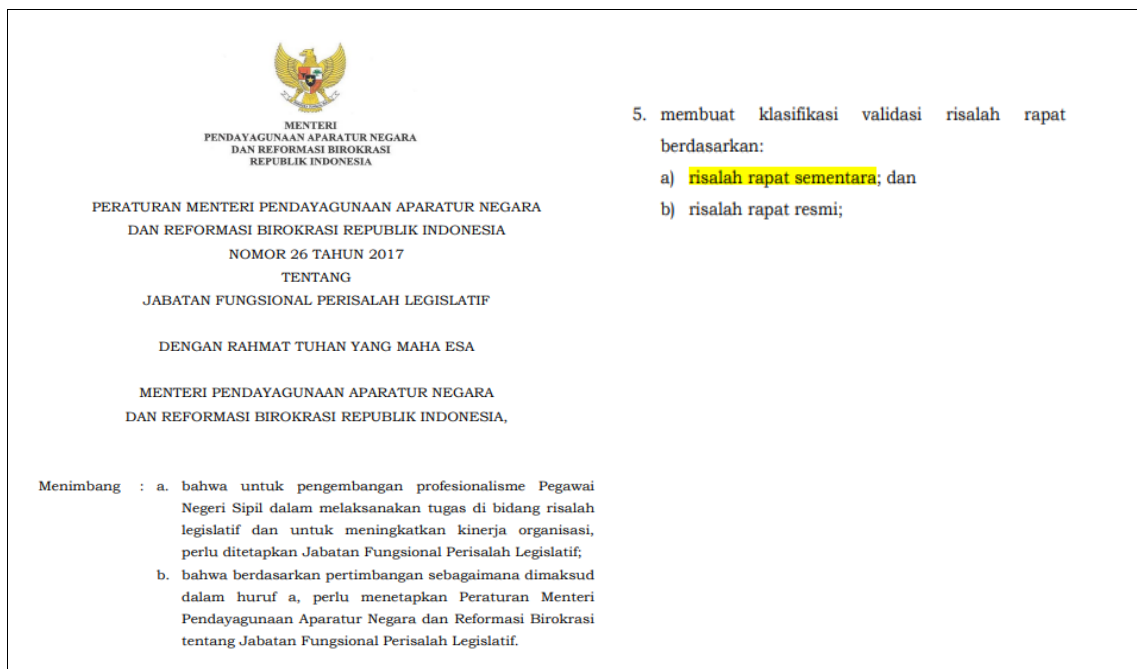 MENTERI
PENDAYAGUNAAN APARATUR NEGARA
DAN REFORMASI BIROKRASI
REPUBLIK INDONESIA
PERATURAN MENTERI PENDAYAGUNAAN APARATUR NEGARA
DAN REFORMASI BIROKRASI REPUBLIK INDONESIA
NOMOR 26 TAHUN 2017
TENTANG
JABATAN FUNGSIONAL PERISALAH LEGISLATIF
DENGAN RAHMAT TUHAN YANG MAHA ESA
MENTERI PENDAYAGUNAAN APARATUR NEGARA
DAN REFORMASI BIROKRASI REPUBLIK INDONESIA,
Menimbang : a. bahwa untuk pengembangan profesionalisme Pegawai
Negeri Sipil dalam melaksanakan tugas di bidang risalah
legislatif dan untuk meningkatkan kinerja organisasi,
perlu ditetapkan Jabatan Fungsional Perisalah Legislatif;
b. bahwa berdasarkan pertimbangan sebagaimana dimaksud
dalam huruf a, perlu menetapkan Peraturan Menteri
Pendayagunaan Aparatur Negara dan Reformasi Birokrasi
tentang Jabatan Fungsional Perisalah Legislatif.
5. membuat klasifikasi validasi risalah rapat
berdasarkan:
a) risalah rapat sementara; dan
b) risalah rapat resmi;